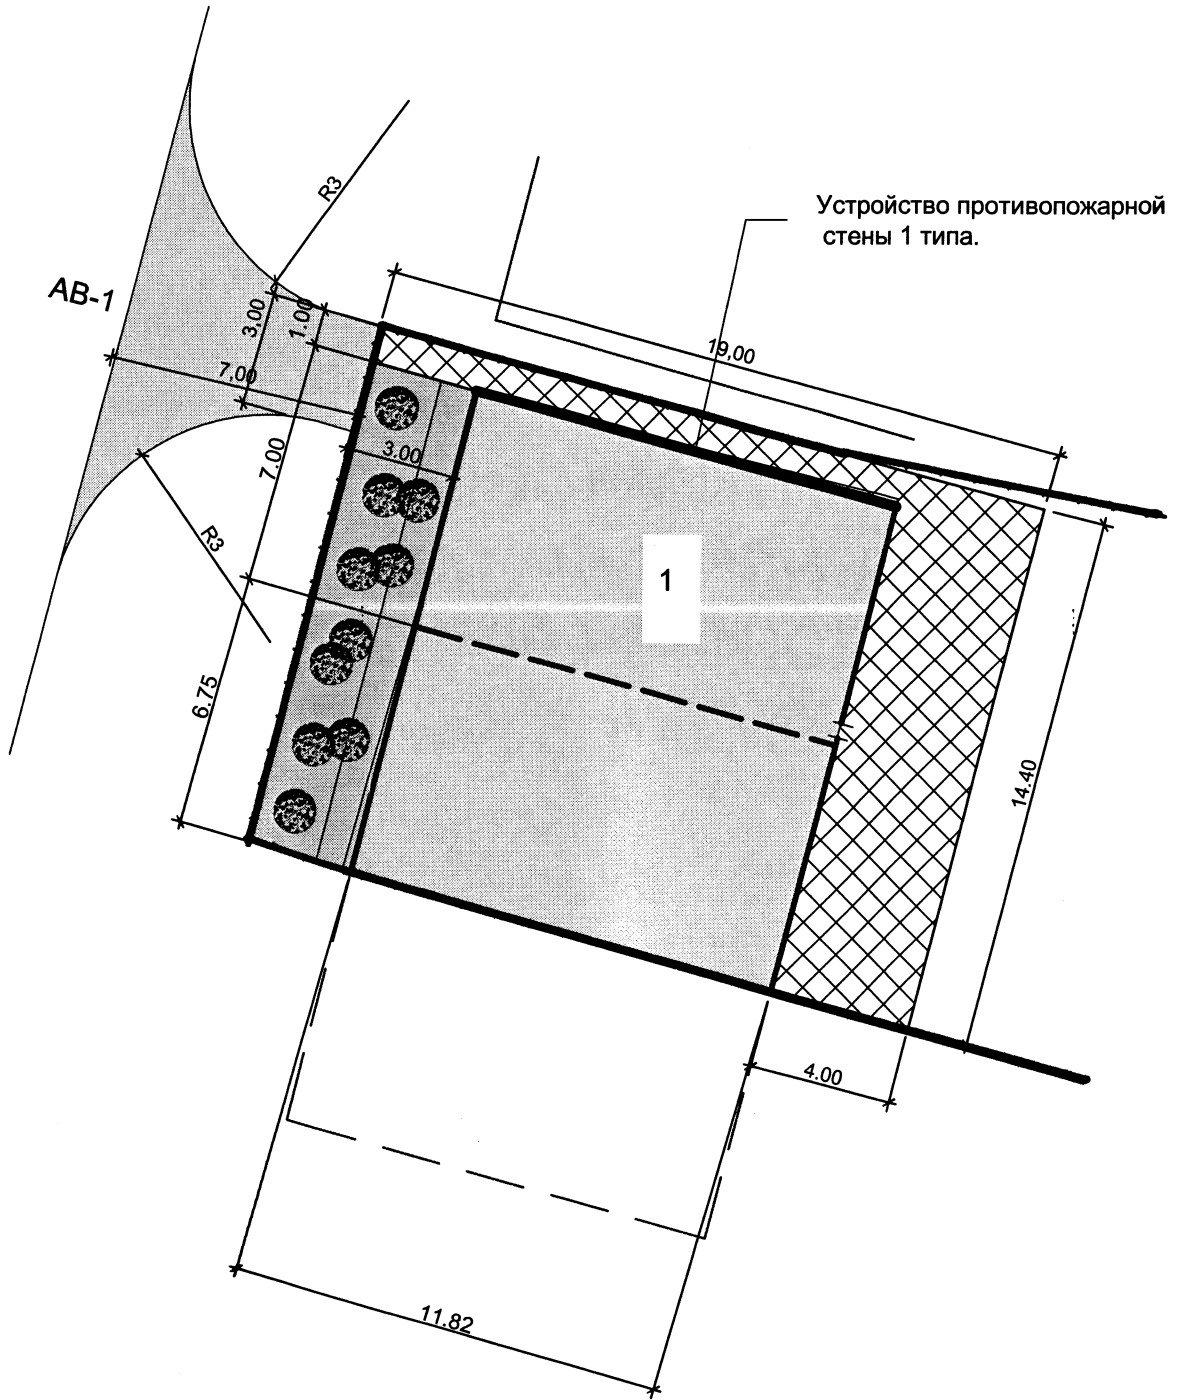 R3
Устройство противопожарной
стены 1 типа.
АВ-1
3,00
1.00
19,00
7,00
3.00
7.00
R3
1
6.75
14.40
4.00
11.82